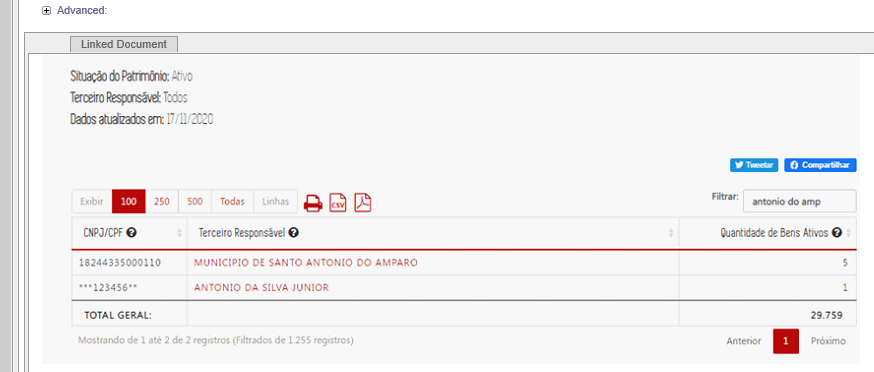 Advanced:
Linked Document
Situação do Patrimônio: Ativo
Terceiro Responsável: Todos
Dados atualizados em: 17/11/2020
Tweetar Compartilhar
Exibir 100 250 500 Todas Linhas CSV Filtrar: antonio do amp
CNPJ/CPF Terceiro Responsável Quantidade de Bens Ativos
18244335000110 MUNICIPIO DE SANTO ANTONIO DO AMPARO 5
***123456** ANTONIO DA SILVA JUNIOR 1
TOTAL GERAL: 29.759
Mostrando de 1 até 2 de 2 registros (Filtrados de 1.255 registros) Anterior 1 Próximo